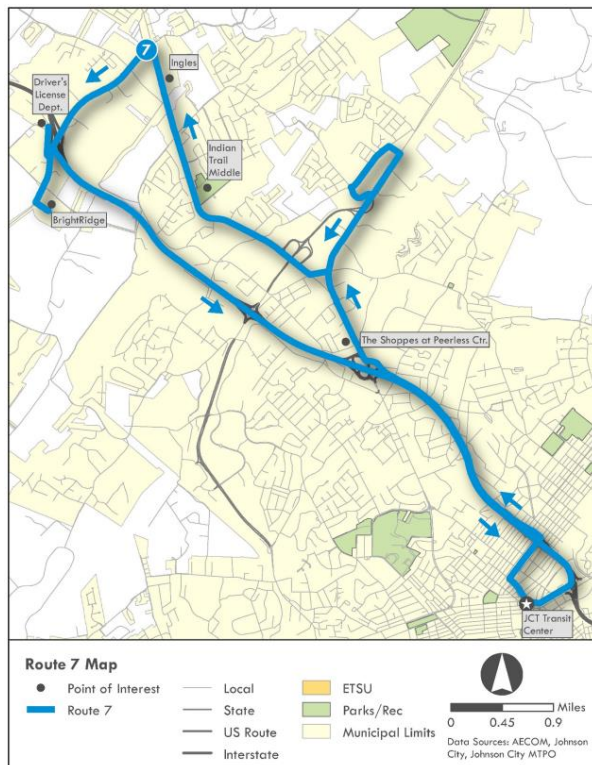 7
Ingles
Driver's
License
Dept.
Indian
Trail
Middle
BrightRidge
The Shoppes at Peerless Ctr.
JCT Transit
Center
Route 7 Map
Point of Interest
Route 7
Local
State
US Route
Interstate
ETSU
Parks/Rec
Municipal Limits
Miles
0 0.45 0.9
Data Sources: AECOM, Johnson
City, Johnson City MTPO